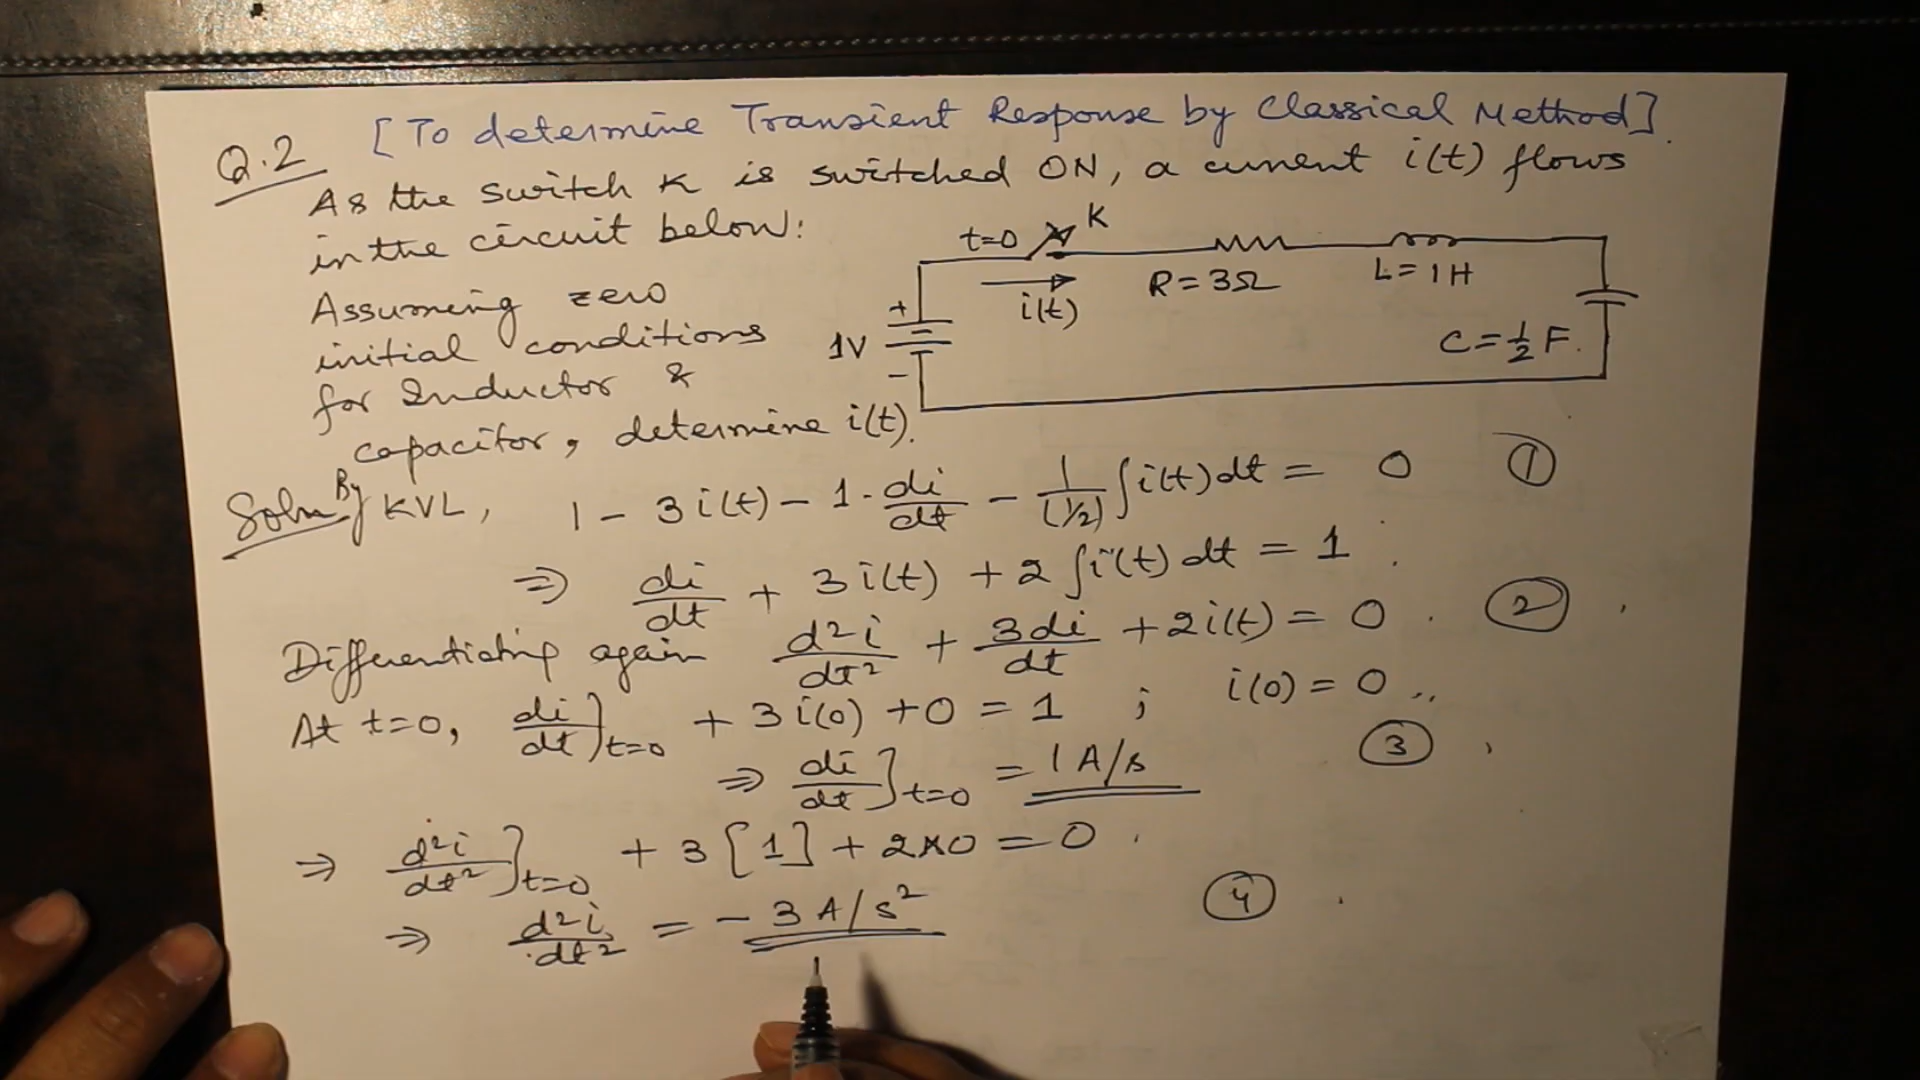 Q.2 [To determine Transient Response by Classical Method]
As the switch K is switched ON, a current i(t) flows
in the circuit below:
Assuming zero
initial conditions
for Inductor &
capacitor, determine i(t).
t=0 K
i(t)
R = 3Ω
L = 1H
+
1V
-
C = 1/2 F.
Soln By KVL, 1 - 3i(t) - 1. di/dt - 1/(1/2) ∫i(t)dt = 0 ①
⇒ di/dt + 3i(t) + 2∫i(t)dt = 1
Differentiating again d²i/dt² + 3di/dt + 2i(t) = 0. ②
At t=0, di/dt]t=0 + 3i(0) + 0 = 1 ; i(0) = 0
⇒ di/dt]t=0 = 1 A/s ③
⇒ d²i/dt²]t=0 + 3[1] + 2×0 = 0.
⇒ d²i/dt² = -3 A/s² ④